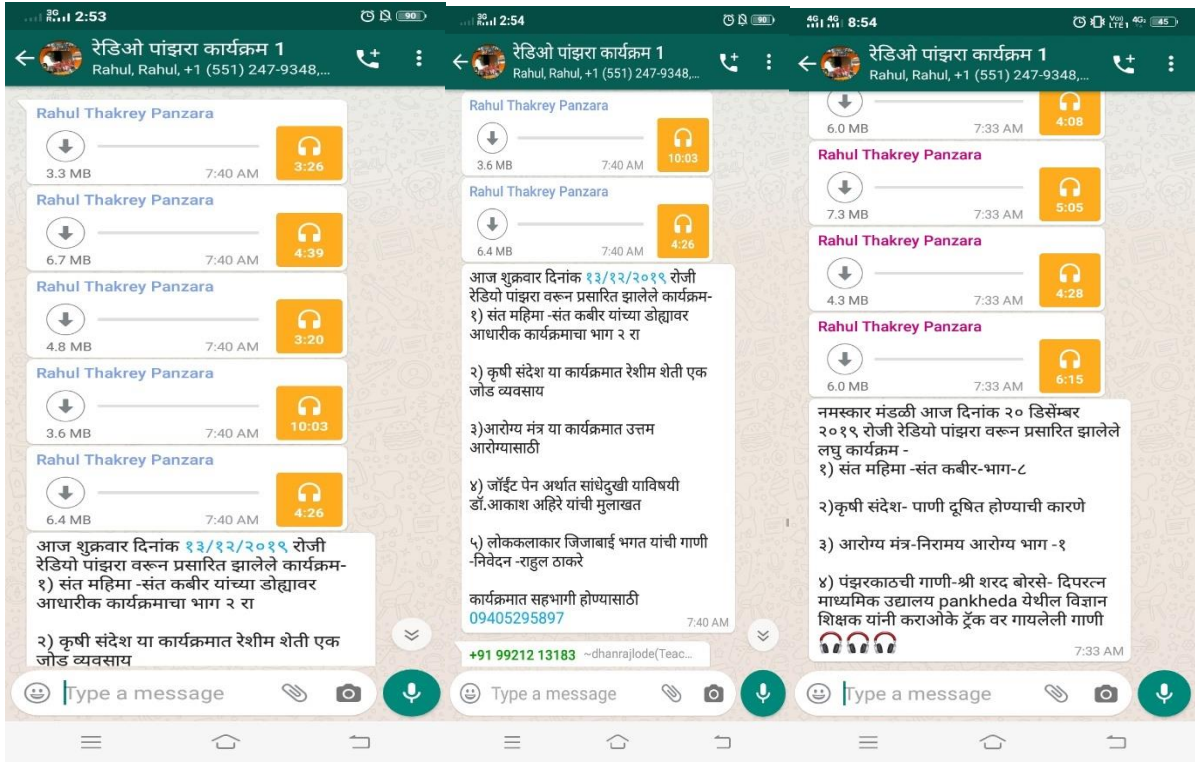 3G R 2:53 90
रेडिओ पांझरा कार्यक्रम 1
Rahul, Rahul, +1 (551) 247-9348,...
Rahul Thakrey Panzara
3:26
3.3 MB 7:40 AM
Rahul Thakrey Panzara
4:39
6.7 MB 7:40 AM
Rahul Thakrey Panzara
3:20
4.8 MB 7:40 AM
Rahul Thakrey Panzara
10:03
3.6 MB 7:40 AM
Rahul Thakrey Panzara
4:26
6.4 MB 7:40 AM
आज शुक्रवार दिनांक १३/१२/२०१९ रोजी
रेडियो पांझरा वरून प्रसारित झालेले कार्यक्रम-
१) संत महिमा -संत कबीर यांच्या डोह्यावर
आधारीक कार्यक्रमाचा भाग २ रा
२) कृषी संदेश या कार्यक्रमात रेशीम शेती एक
जोड व्यवसाय
Type a message
3G R 2:54 90
रेडिओ पांझरा कार्यक्रम 1
Rahul, Rahul, +1 (551) 247-9348,...
Rahul Thakrey Panzara
10:03
3.6 MB 7:40 AM
Rahul Thakrey Panzara
4:26
6.4 MB 7:40 AM
आज शुक्रवार दिनांक १३/१२/२०१९ रोजी
रेडियो पांझरा वरून प्रसारित झालेले कार्यक्रम-
१) संत महिमा -संत कबीर यांच्या डोह्यावर
आधारीक कार्यक्रमाचा भाग २ रा
२) कृषी संदेश या कार्यक्रमात रेशीम शेती एक
जोड व्यवसाय
३)आरोग्य मंत्र या कार्यक्रमात उत्तम
आरोग्यासाठी
४) जॉईट पेन अर्थात सांधेदुखी याविषयी
डॉ.आकाश अहिरे यांची मुलाखत
५) लोककलाकार जिजाबाई भगत यांची गाणी
-निवेदन -राहुल ठाकरे
कार्यक्रमात सहभागी होण्यासाठी
09405295897 7:40 AM
+91 99212 13183 ~dhanrajlode(Teac...
Type a message
4G 4G 8:54 Voo LTE1 4G 45
रेडिओ पांझरा कार्यक्रम 1
Rahul, Rahul, +1 (551) 247-9348,...
4:08
6.0 MB 7:33 AM
Rahul Thakrey Panzara
5:05
7.3 MB 7:33 AM
Rahul Thakrey Panzara
4:28
4.3 MB 7:33 AM
Rahul Thakrey Panzara
6:15
6.0 MB 7:33 AM
नमस्कार मंडळी आज दिनांक २० डिसेंम्बर
२०१९ रोजी रेडियो पांझरा वरून प्रसारित झालेले
लघु कार्यक्रम -
१) संत महिमा -संत कबीर-भाग-८
२)कृषी संदेश- पाणी दूषित होण्याची कारणे
३) आरोग्य मंत्र-निरामय आरोग्य भाग -१
४) पंझरकाठची गाणी-श्री शरद बोरसे- दिपरत्न
माध्यमिक उद्यालय pankheda येथील विज्ञान
शिक्षक यांनी कराओके ट्रॅक वर गायलेली गाणी
7:33 AM
Type a message